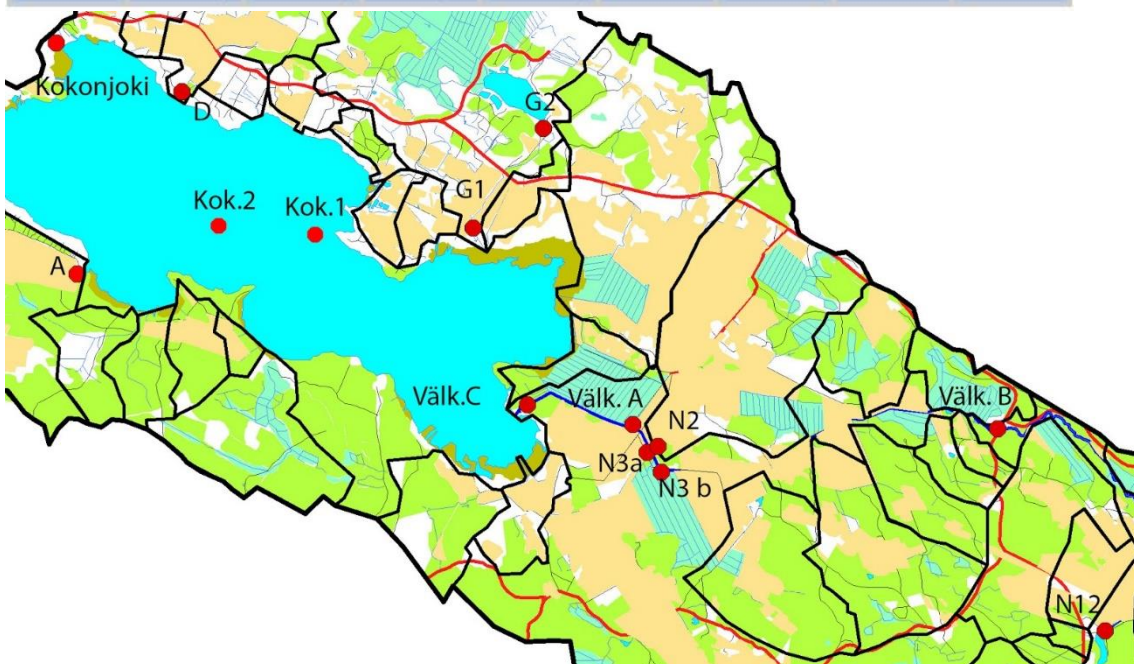 Kokonjoki
D
G2
G1
Kok.2
Kok.1
A
Välk.C
Välk. A
Välk. B
N2
N3a
N3 b
N12